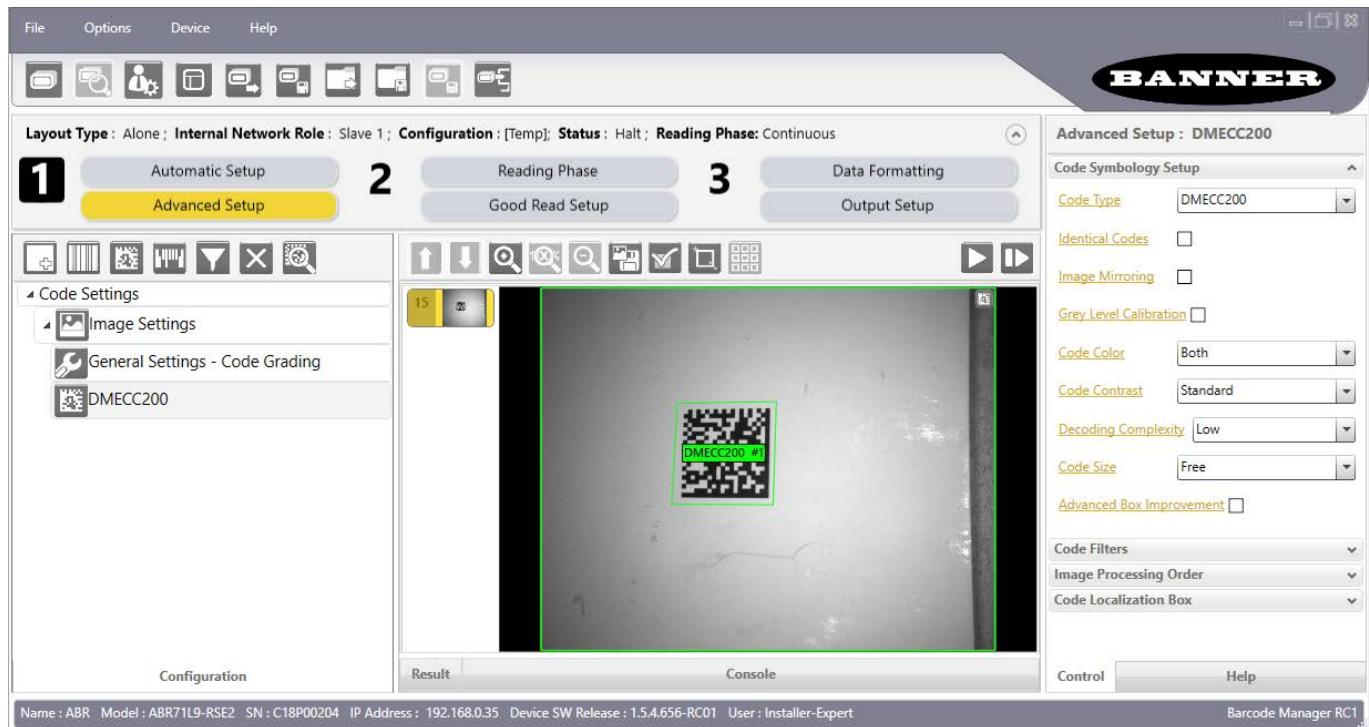 File Options Device Help
BANNER
Layout Type : Alone ; Internal Network Role : Slave 1 ; Configuration : [Temp]; Status : Halt ; Reading Phase: Continuous
1 Automatic Setup 2 Reading Phase 3 Data Formatting
Advanced Setup Good Read Setup Output Setup
Code Settings
Image Settings
General Settings - Code Grading
DMECC200
Configuration
100%
15
DMECC200 #1
Result Console
Advanced Setup : DMECC200
Code Symbology Setup
Code Type DMECC200
Identical Codes
Image Mirroring
Grey Level Calibration
Code Color Both
Code Contrast Standard
Decoding Complexity Low
Code Size Free
Advanced Box Improvement
Code Filters
Image Processing Order
Code Localization Box
Control Help
Name : ABR Model : ABR71L9-RSE2 SN : C18P00204 IP Address : 192.168.0.35 Device SW Release : 1.5.4.656-RC01 User : Installer-Expert Barcode Manager RC1